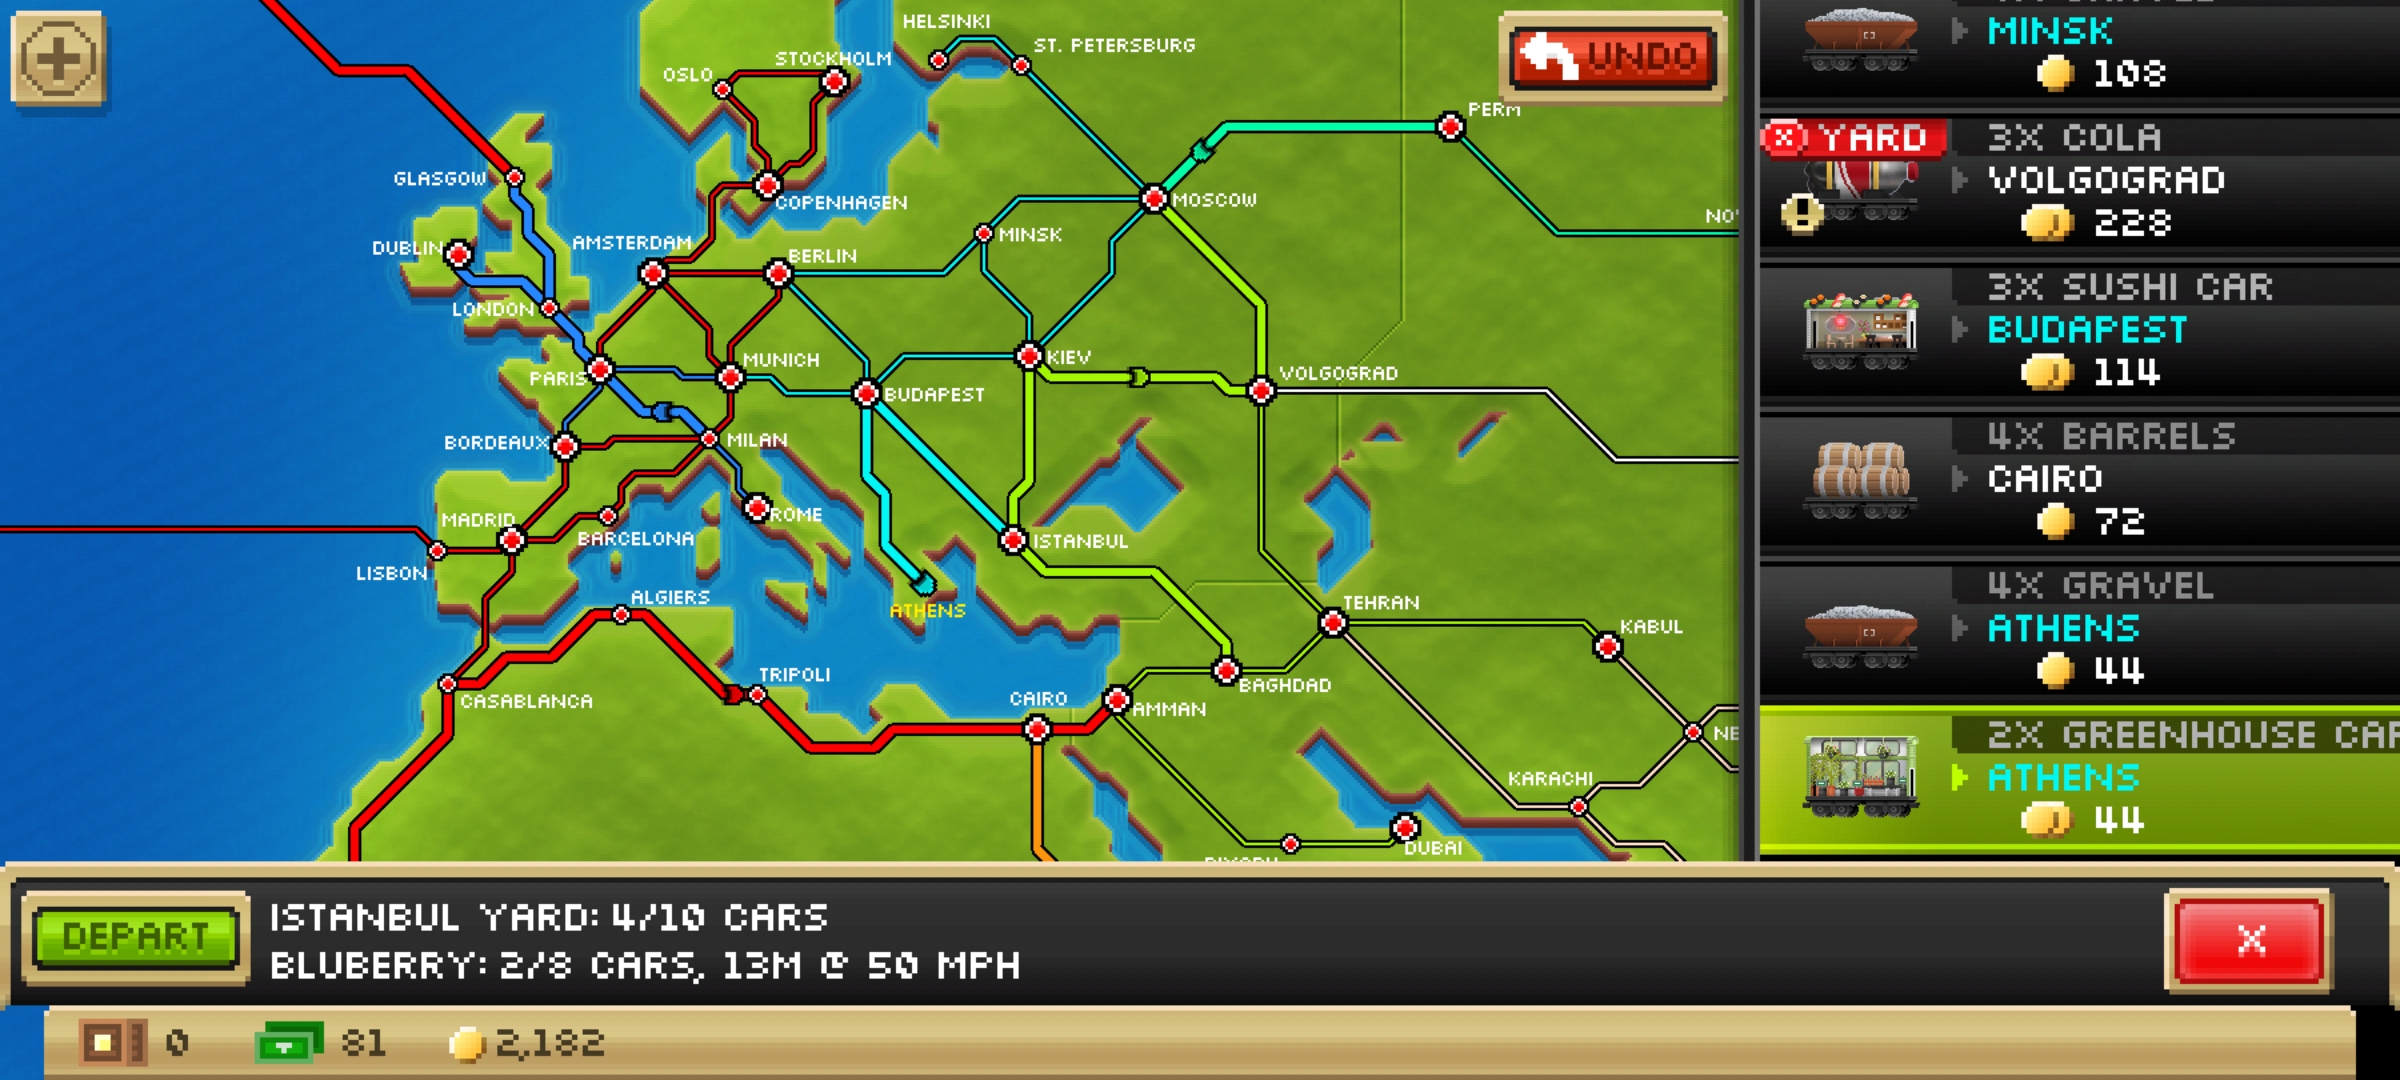 HELSINKI
ST. PETERSBURG
STOCKHOLM
OSLO
UNDO
PERM
GLASGOW
COPENHAGEN
MOSCOW
MINSK
DUBLIN
AMSTERDAM
BERLIN
LONDON
PARIS
MUNICH
KIEV
BUDAPEST
VOLGOGRAD
BORDEAUX
MILAN
MADRID
ROME
BARCELONA
ISTANBUL
LISBON
ALGIERS
ATHENS
TEHRAN
KABUL
TRIPOLI
CASABLANCA
CAIRO
BAGHDAD
AMMAN
KARACHI
DUBAI
MINSK
108
YARD
3X COLA
VOLGOGRAD
228
3X SUSHI CAR
BUDAPEST
114
4X BARRELS
CAIRO
72
4X GRAVEL
ATHENS
44
2X GREENHOUSE CAR
ATHENS
44
DEPART
ISTANBUL YARD: 4/10 CARS
BLUBERRY: 2/8 CARS, 13M @ 50 MPH
X
0 81 2,182